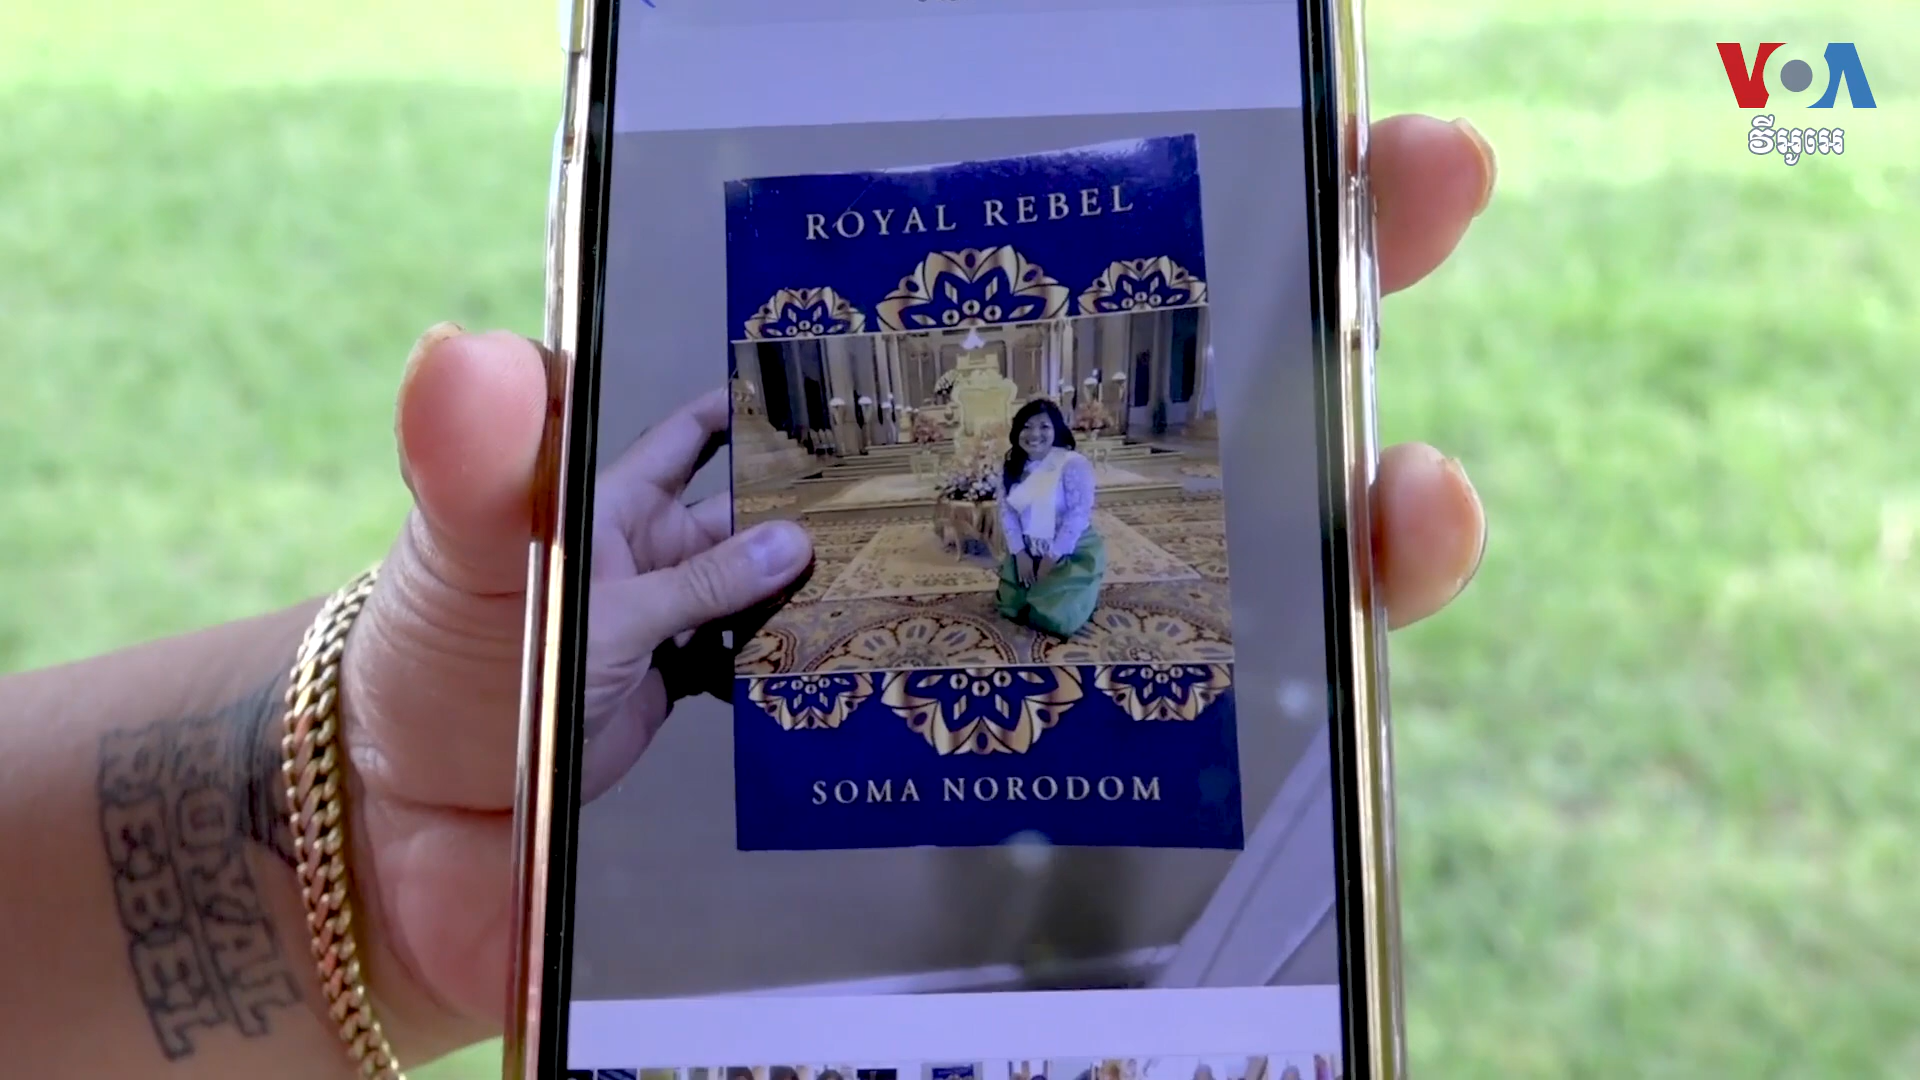 VOA
វីអូអេ
ROYAL REBEL
SOMA NORODOM
ROYAL
REBEL